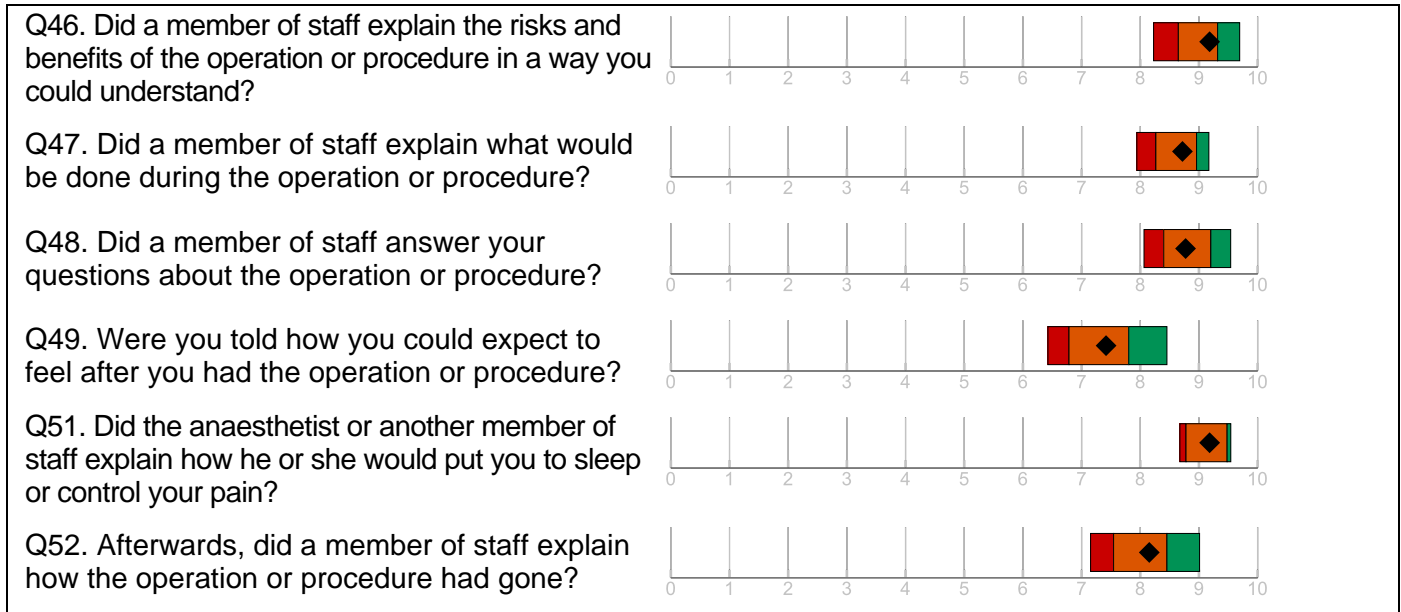 Q46. Did a member of staff explain the risks and
benefits of the operation or procedure in a way you
could understand?
0 1 2 3 4 5 6 7 8 9 10
Q47. Did a member of staff explain what would
be done during the operation or procedure?
0 1 2 3 4 5 6 7 8 9 10
Q48. Did a member of staff answer your
questions about the operation or procedure?
0 1 2 3 4 5 6 7 8 9 10
Q49. Were you told how you could expect to
feel after you had the operation or procedure?
0 1 2 3 4 5 6 7 8 9 10
Q51. Did the anaesthetist or another member of
staff explain how he or she would put you to sleep
or control your pain?
0 1 2 3 4 5 6 7 8 9 10
Q52. Afterwards, did a member of staff explain
how the operation or procedure had gone?
0 1 2 3 4 5 6 7 8 9 10